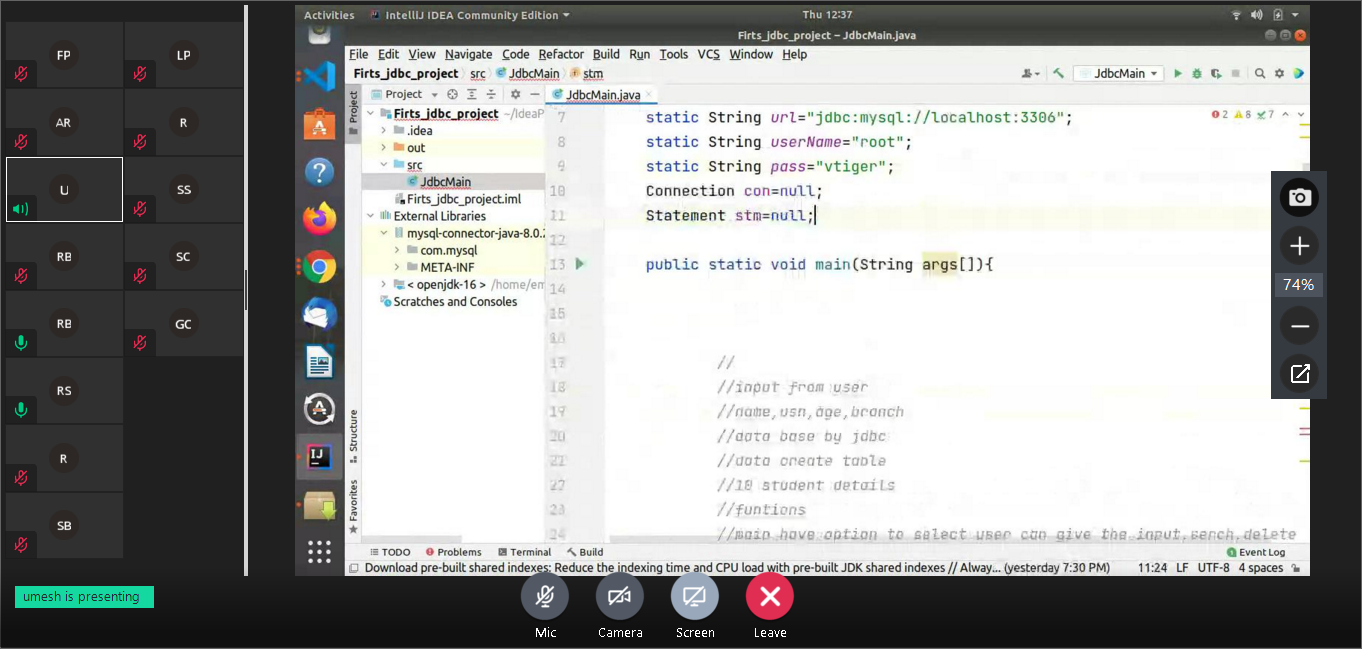 FP
LP
AR
R
U
SS
RB
SC
RB
GC
RS
R
SB
umesh is presenting
Activities
IntelliJ IDEA Community Edition
Thu 12:37
Firts_jdbc_project – JdbcMain.java
File Edit View Navigate Code Refactor Build Run Tools VCS Window Help
Firts_jdbc_project src JdbcMain stm
JdbcMain
Project
Project
JdbcMain.java
Firts_jdbc_project ~/IdeaP
.idea
out
src
JdbcMain
Firts_jdbc_project.iml
External Libraries
mysql-connector-java-8.0.2
com.mysql
META-INF
< openjdk-16 > /home/em
Scratches and Consoles
Structure
Favorites
2 8 7
7 static String url="jdbc:mysql://localhost:3306";
8 static String userName="root";
9 static String pass="vtiger";
10 Connection con=null;
11 Statement stm=null;
12
13 public static void main(String args[]){
14
15
16
17 //
18 //input from user
19 //name,usn,age,branch
20 //data base by jdbc
21 //data create table
22 //10 student details
23 //funtions
24 //main have option to select user can give the input,serch,delete
TODO Problems Terminal Build
Event Log
Download pre-built shared indexes: Reduce the indexing time and CPU load with pre-built JDK shared indexes // Alway... (yesterday 7:30 PM)
11:24 LF UTF-8 4 spaces
74%
Mic
Camera
Screen
Leave